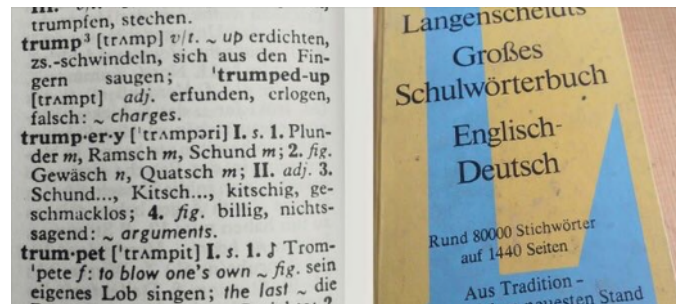 trumpfen, stechen.
trump³ [trʌmp] v/t. ~ up erdichten,
zs.-schwindeln, sich aus den Fin-
gern saugen; 'trumped-up
[trʌmpt] adj. erfunden, erlogen,
falsch: ~ charges.
trump·er·y ['trʌmpəri] I. s. 1. Plun-
der m, Ramsch m, Schund m; 2. fig.
Gewäsch n, Quatsch m; II. adj. 3.
Schund..., Kitsch..., kitschig, ge-
schmacklos; 4. fig. billig, nichts-
sagend: ~ arguments.
trum·pet ['trʌmpit] I. s. 1. ♪ Trom-
'pete f: to blow one's own ~ fig. sein
eigenes Lob singen; the last ~ die
Langenscheidts
Großes
Schulwörterbuch
Englisch-
Deutsch
Rund 80000 Stichwörter
auf 1440 Seiten
Aus Tradition –
neuesten Stand